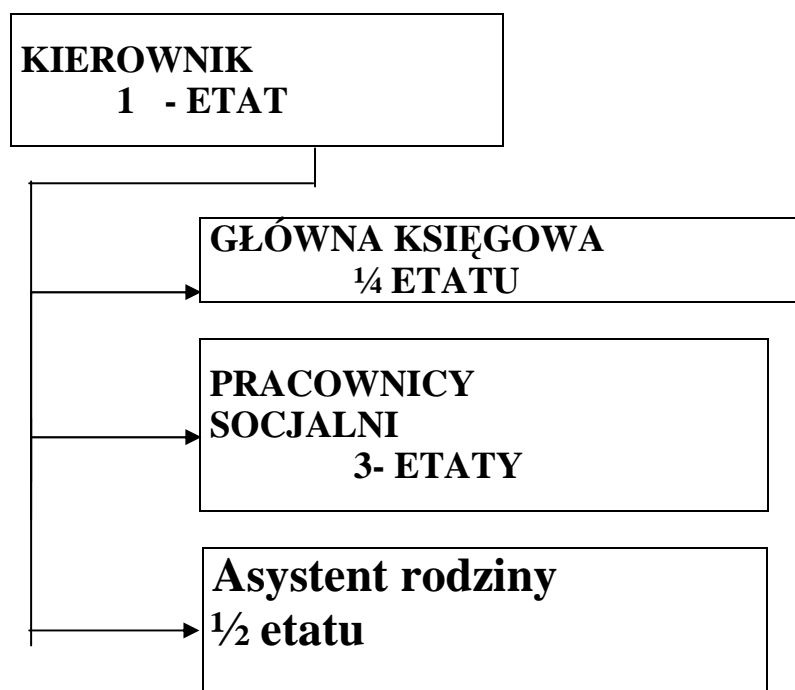 KIEROWNIK
1 - ETAT
GŁÓWNA KSIĘGOWA
¼ ETATU
PRACOWNICY
SOCJALNI
3- ETATY
Asystent rodziny
½ etatu